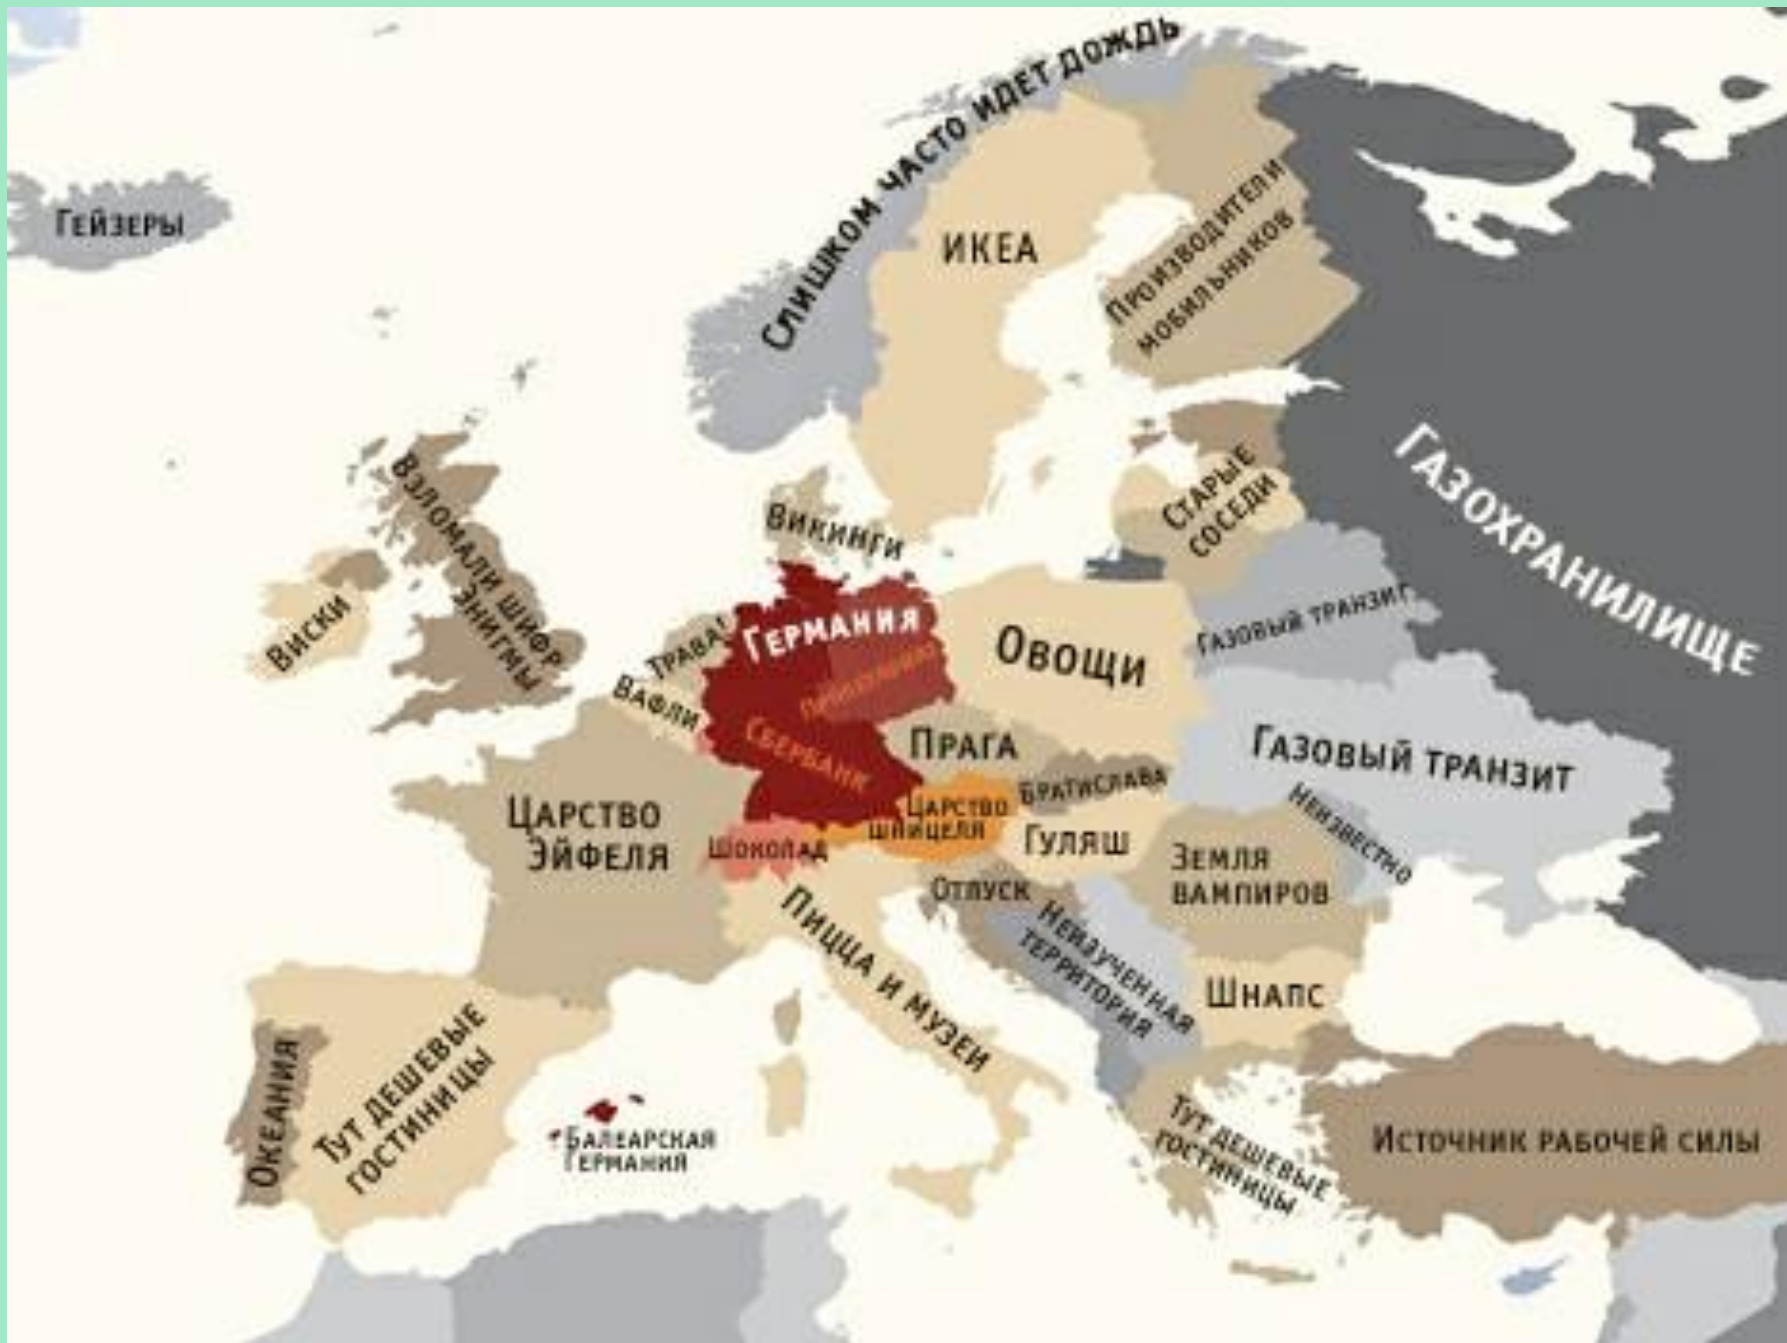 Слишком часто идет дождь
Гейзеры
ИКЕА
Производители
мобильников
Газохранилище
Старые
соседи
Взломали шифр
Энигмы
Викинги
Виски
Трава!
Вафли
Германия
Сбербанк
Овощи
Газовый транзит
Газовый транзит
Прага
Братислава
Царство
Эйфеля
Царство
шницеля
Шоколад
Гуляш
Неизвестно
Земля
вампиров
Отпуск
Пицца и музеи
Неизученная
территория
Шнапс
Океания
Тут дешевые
гостиницы
Балеарская
Германия
Тут дешевые
гостиницы
Источник рабочей силы